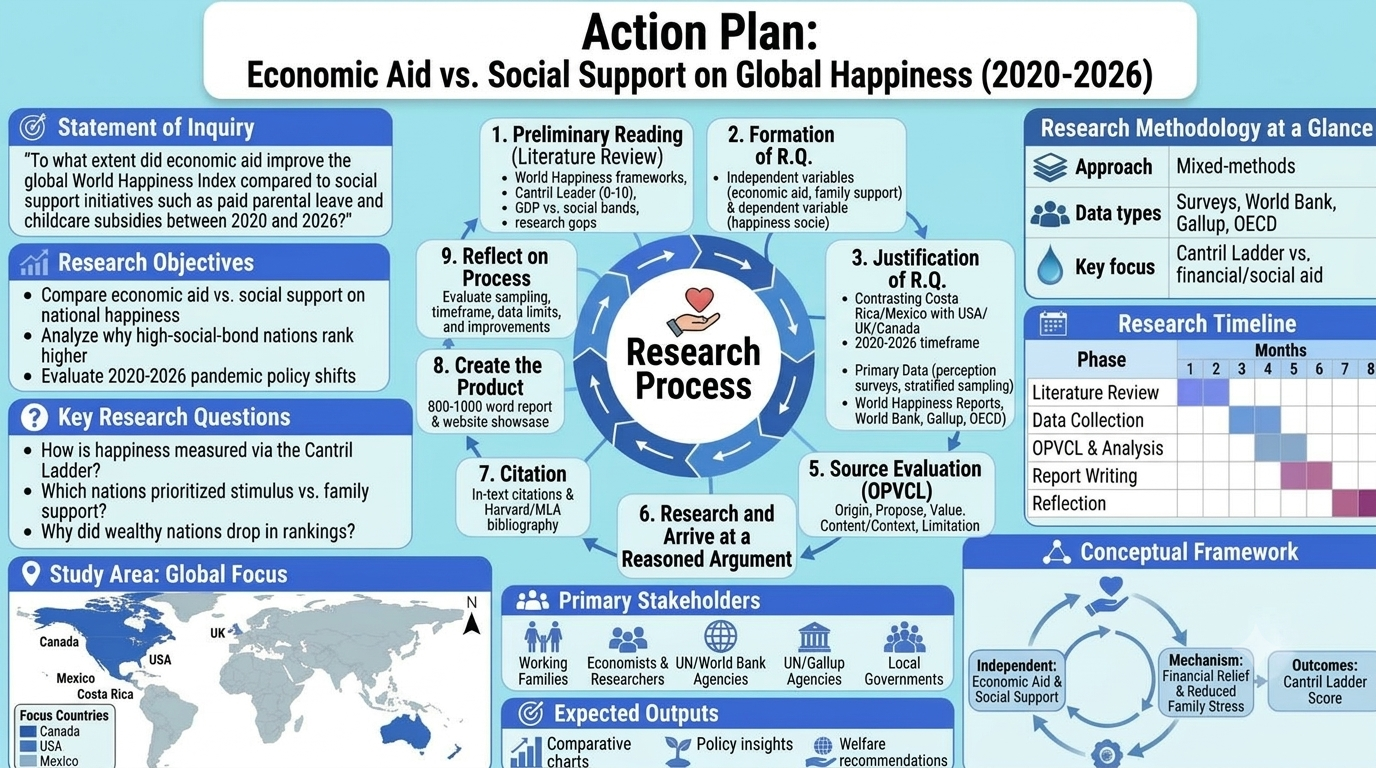 Action Plan:
Economic Aid vs. Social Support on Global Happiness (2020-2026)
Statement of Inquiry
"To what extent did economic aid improve the
global World Happiness Index compared to social
support initiatives such as paid parental leave and
childcare subsidies between 2020 and 2026?"
Research Objectives
• Compare economic aid vs. social support on
national happiness
• Analyze why high-social-bond nations rank
higher
• Evaluate 2020-2026 pandemic policy shifts
Key Research Questions
• How is happiness measured via the Cantril
Ladder?
• Which nations prioritized stimulus vs. family
support?
• Why did wealthy nations drop in rankings?
Study Area: Global Focus
N
Canada
UK
USA
Mexico
Costa Rica
Focus Countries
Canada
USA
Mexico
1. Preliminary Reading
(Literature Review)
• World Happiness frameworks,
• Cantril Leader (0-10),
• GDP vs. social bands,
• research gops
2. Formation
of R.Q.
• Independent variables
(economic aid, family support)
& dependent variable
(happiness socie)
3. Justification
of R.Q.
• Contrasting Costa
Rica/Mexico with USA/
UK/Canada
• 2020-2026 timeframe
• Primary Data (perception
surveys, stratified sampling)
• World Happiness Reports,
World Bank, Gallup, OECD)
5. Source Evaluation
(OPVCL)
Origin, Propose, Value.
Content/Context, Limitation
6. Research and
Arrive at a
Reasoned Argument
7. Citation
In-text citations &
Harvard/MLA
bibliography
8. Create the
Product
800-1000 word report
& website showsase
9. Reflect on
Process
Evaluate sampling,
timeframe, data limits,
and improvements
Research
Process
Primary Stakeholders
Working
Families
Economists &
Researchers
UN/World Bank
Agencies
UN/Gallup
Agencies
Local
Governments
Expected Outputs
Comparative
charts
Policy insights
Welfare
recommendations
Research Methodology at a Glance
Approach
Mixed-methods
Data types
Surveys, World Bank,
Gallup, OECD
Key focus
Cantril Ladder vs.
financial/social aid
Research Timeline
Phase
Months
1 2 3 4 5 6 7 8
Literature Review
Data Collection
OPVCL & Analysis
Report Writing
Reflection
Conceptual Framework
Independent:
Economic Aid &
Social Support
Mechanism:
Financial Relief
& Reduced
Family Stress
Outcomes:
Cantril Ladder
Score